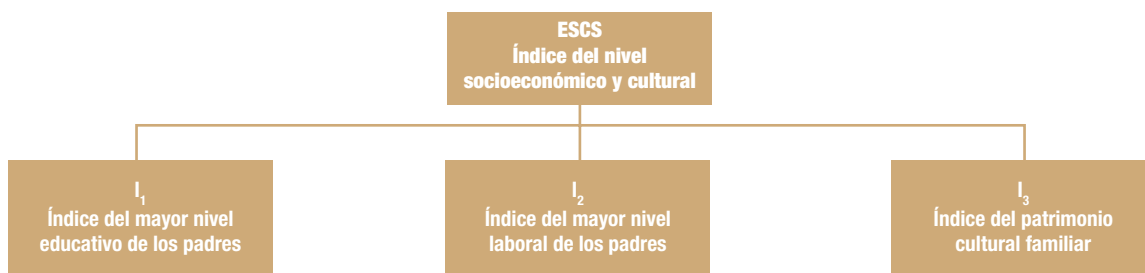 ESCS
Índice del nivel
socioeconómico y cultural
I₁
Índice del mayor nivel
educativo de los padres
I₂
Índice del mayor nivel
laboral de los padres
I₃
Índice del patrimonio
cultural familiar